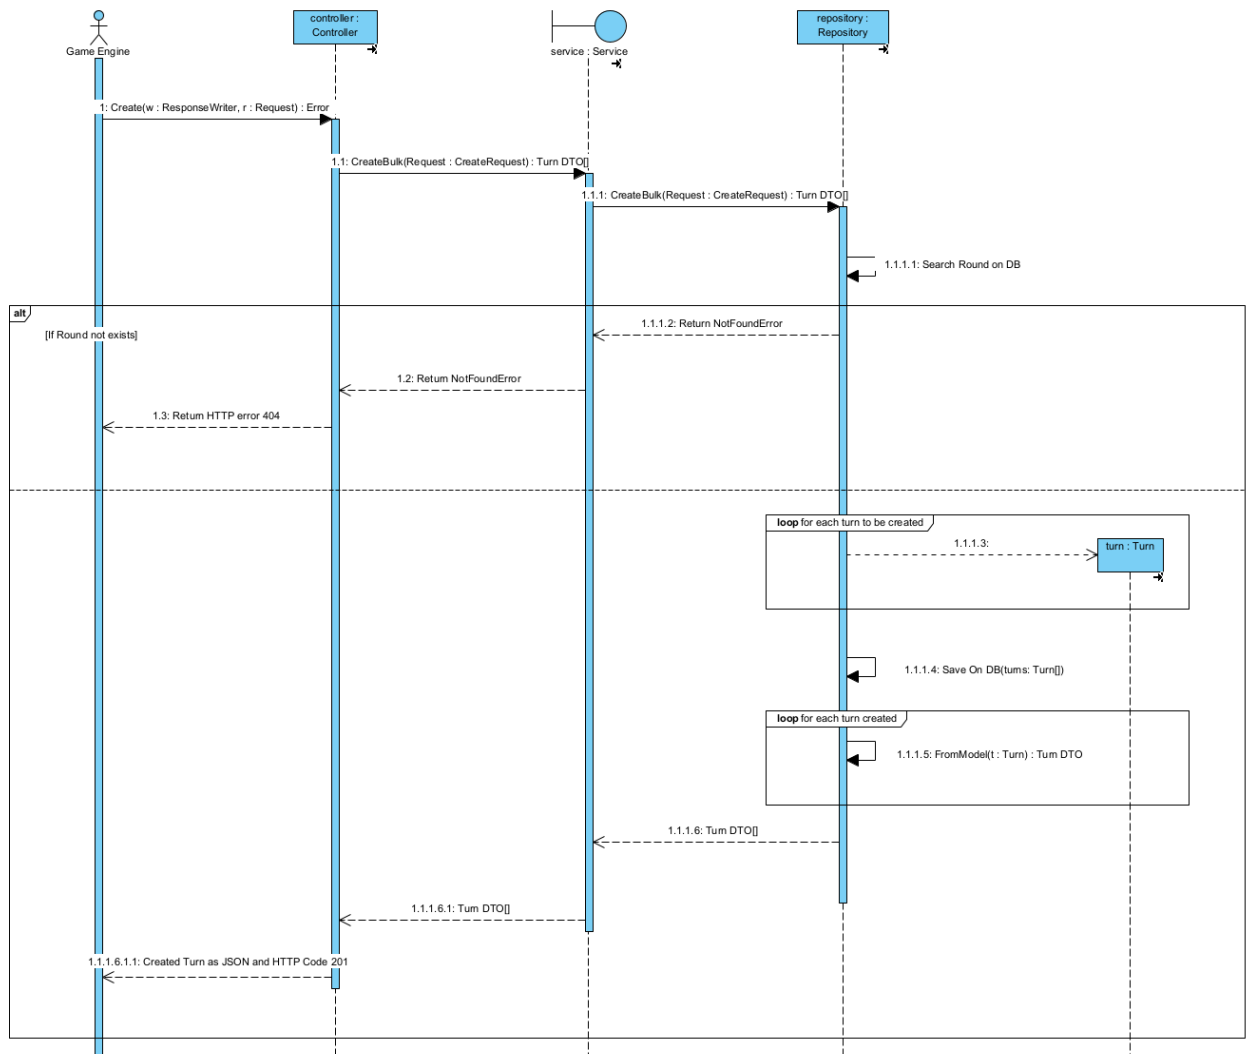 controller :
Controller
repository :
Repository
Game Engine
service : Service
1: Create(w : ResponseWriter, r : Request) : Error
1.1: CreateBulk(Request : CreateRequest) : Turn DTO[]
1.1.1: CreateBulk(Request : CreateRequest) : Turn DTO[]
1.1.1.1: Search Round on DB
alt
[If Round not exists]
1.1.1.2: Return NotFoundError
1.2: Return NotFoundError
1.3: Return HTTP error 404
loop for each turn to be created
1.1.1.3:
turn : Turn
1.1.1.4: Save On DB(turns: Turn[])
loop for each turn created
1.1.1.5: FromModel(t : Turn) : Turn DTO
1.1.1.6: Turn DTO[]
1.1.1.6.1: Turn DTO[]
1.1.1.6.1.1: Created Turn as JSON and HTTP Code 201